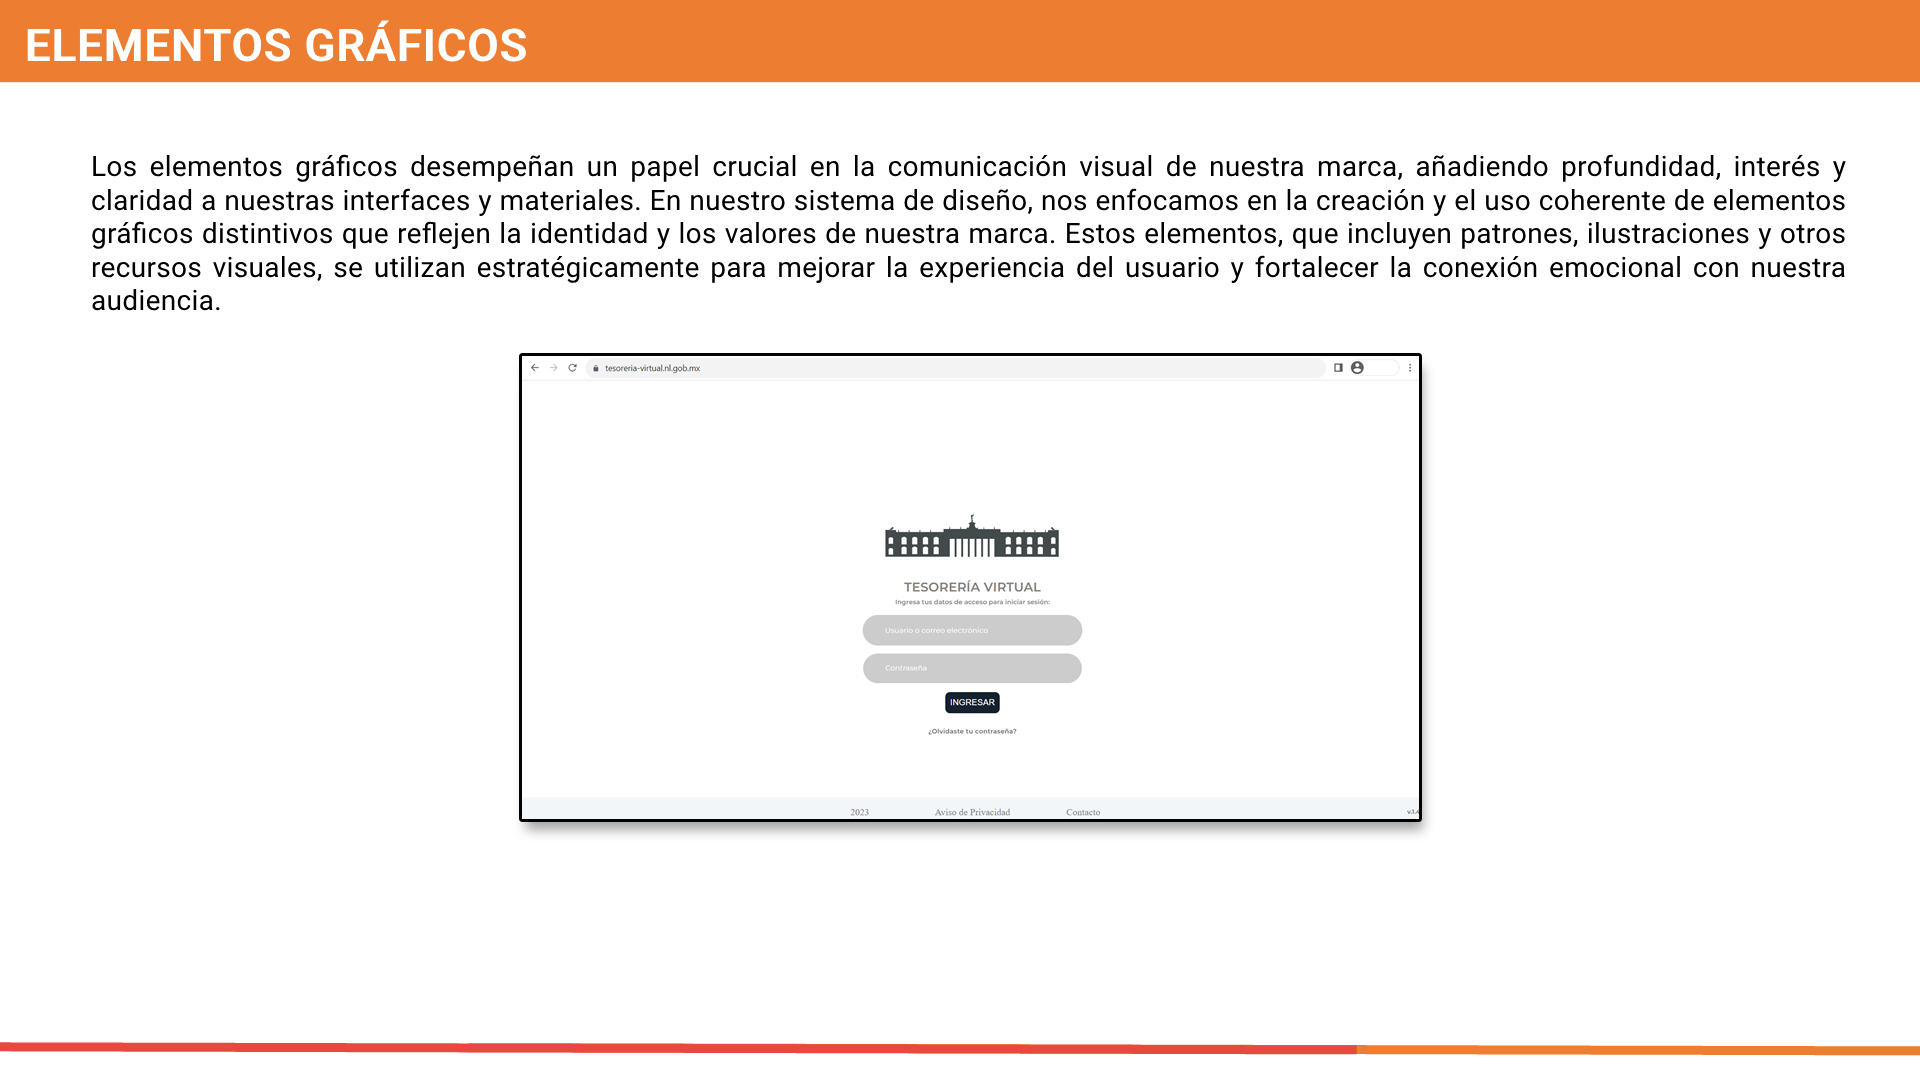 ELEMENTOS GRÁFICOS
Los elementos gráficos desempeñan un papel crucial en la comunicación visual de nuestra marca, añadiendo profundidad, interés y
claridad a nuestras interfaces y materiales. En nuestro sistema de diseño, nos enfocamos en la creación y el uso coherente de elementos
gráficos distintivos que reflejen la identidad y los valores de nuestra marca. Estos elementos, que incluyen patrones, ilustraciones y otros
recursos visuales, se utilizan estratégicamente para mejorar la experiencia del usuario y fortalecer la conexión emocional con nuestra
audiencia.
tesoreria-virtual.nl.gob.mx
TESORERÍA VIRTUAL
Ingresa tus datos de acceso para iniciar sesión:
Usuario o correo electrónico
Contraseña
INGRESAR
¿Olvidaste tu contraseña?
2023 Aviso de Privacidad Contacto